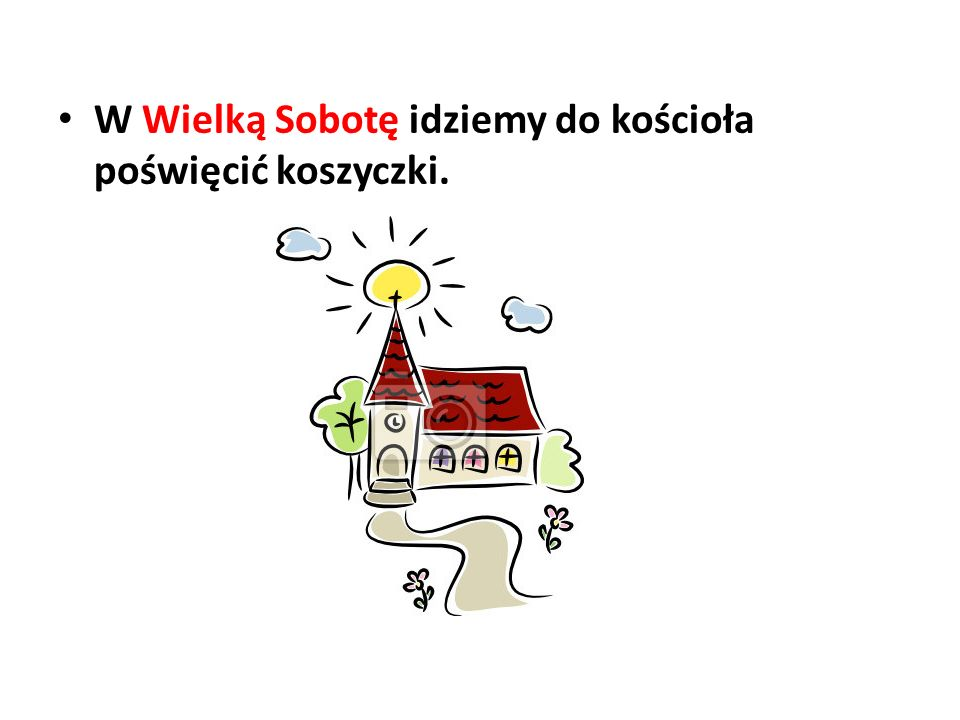 • W Wielką Sobotę idziemy do kościoła
poświęcić koszyczki.